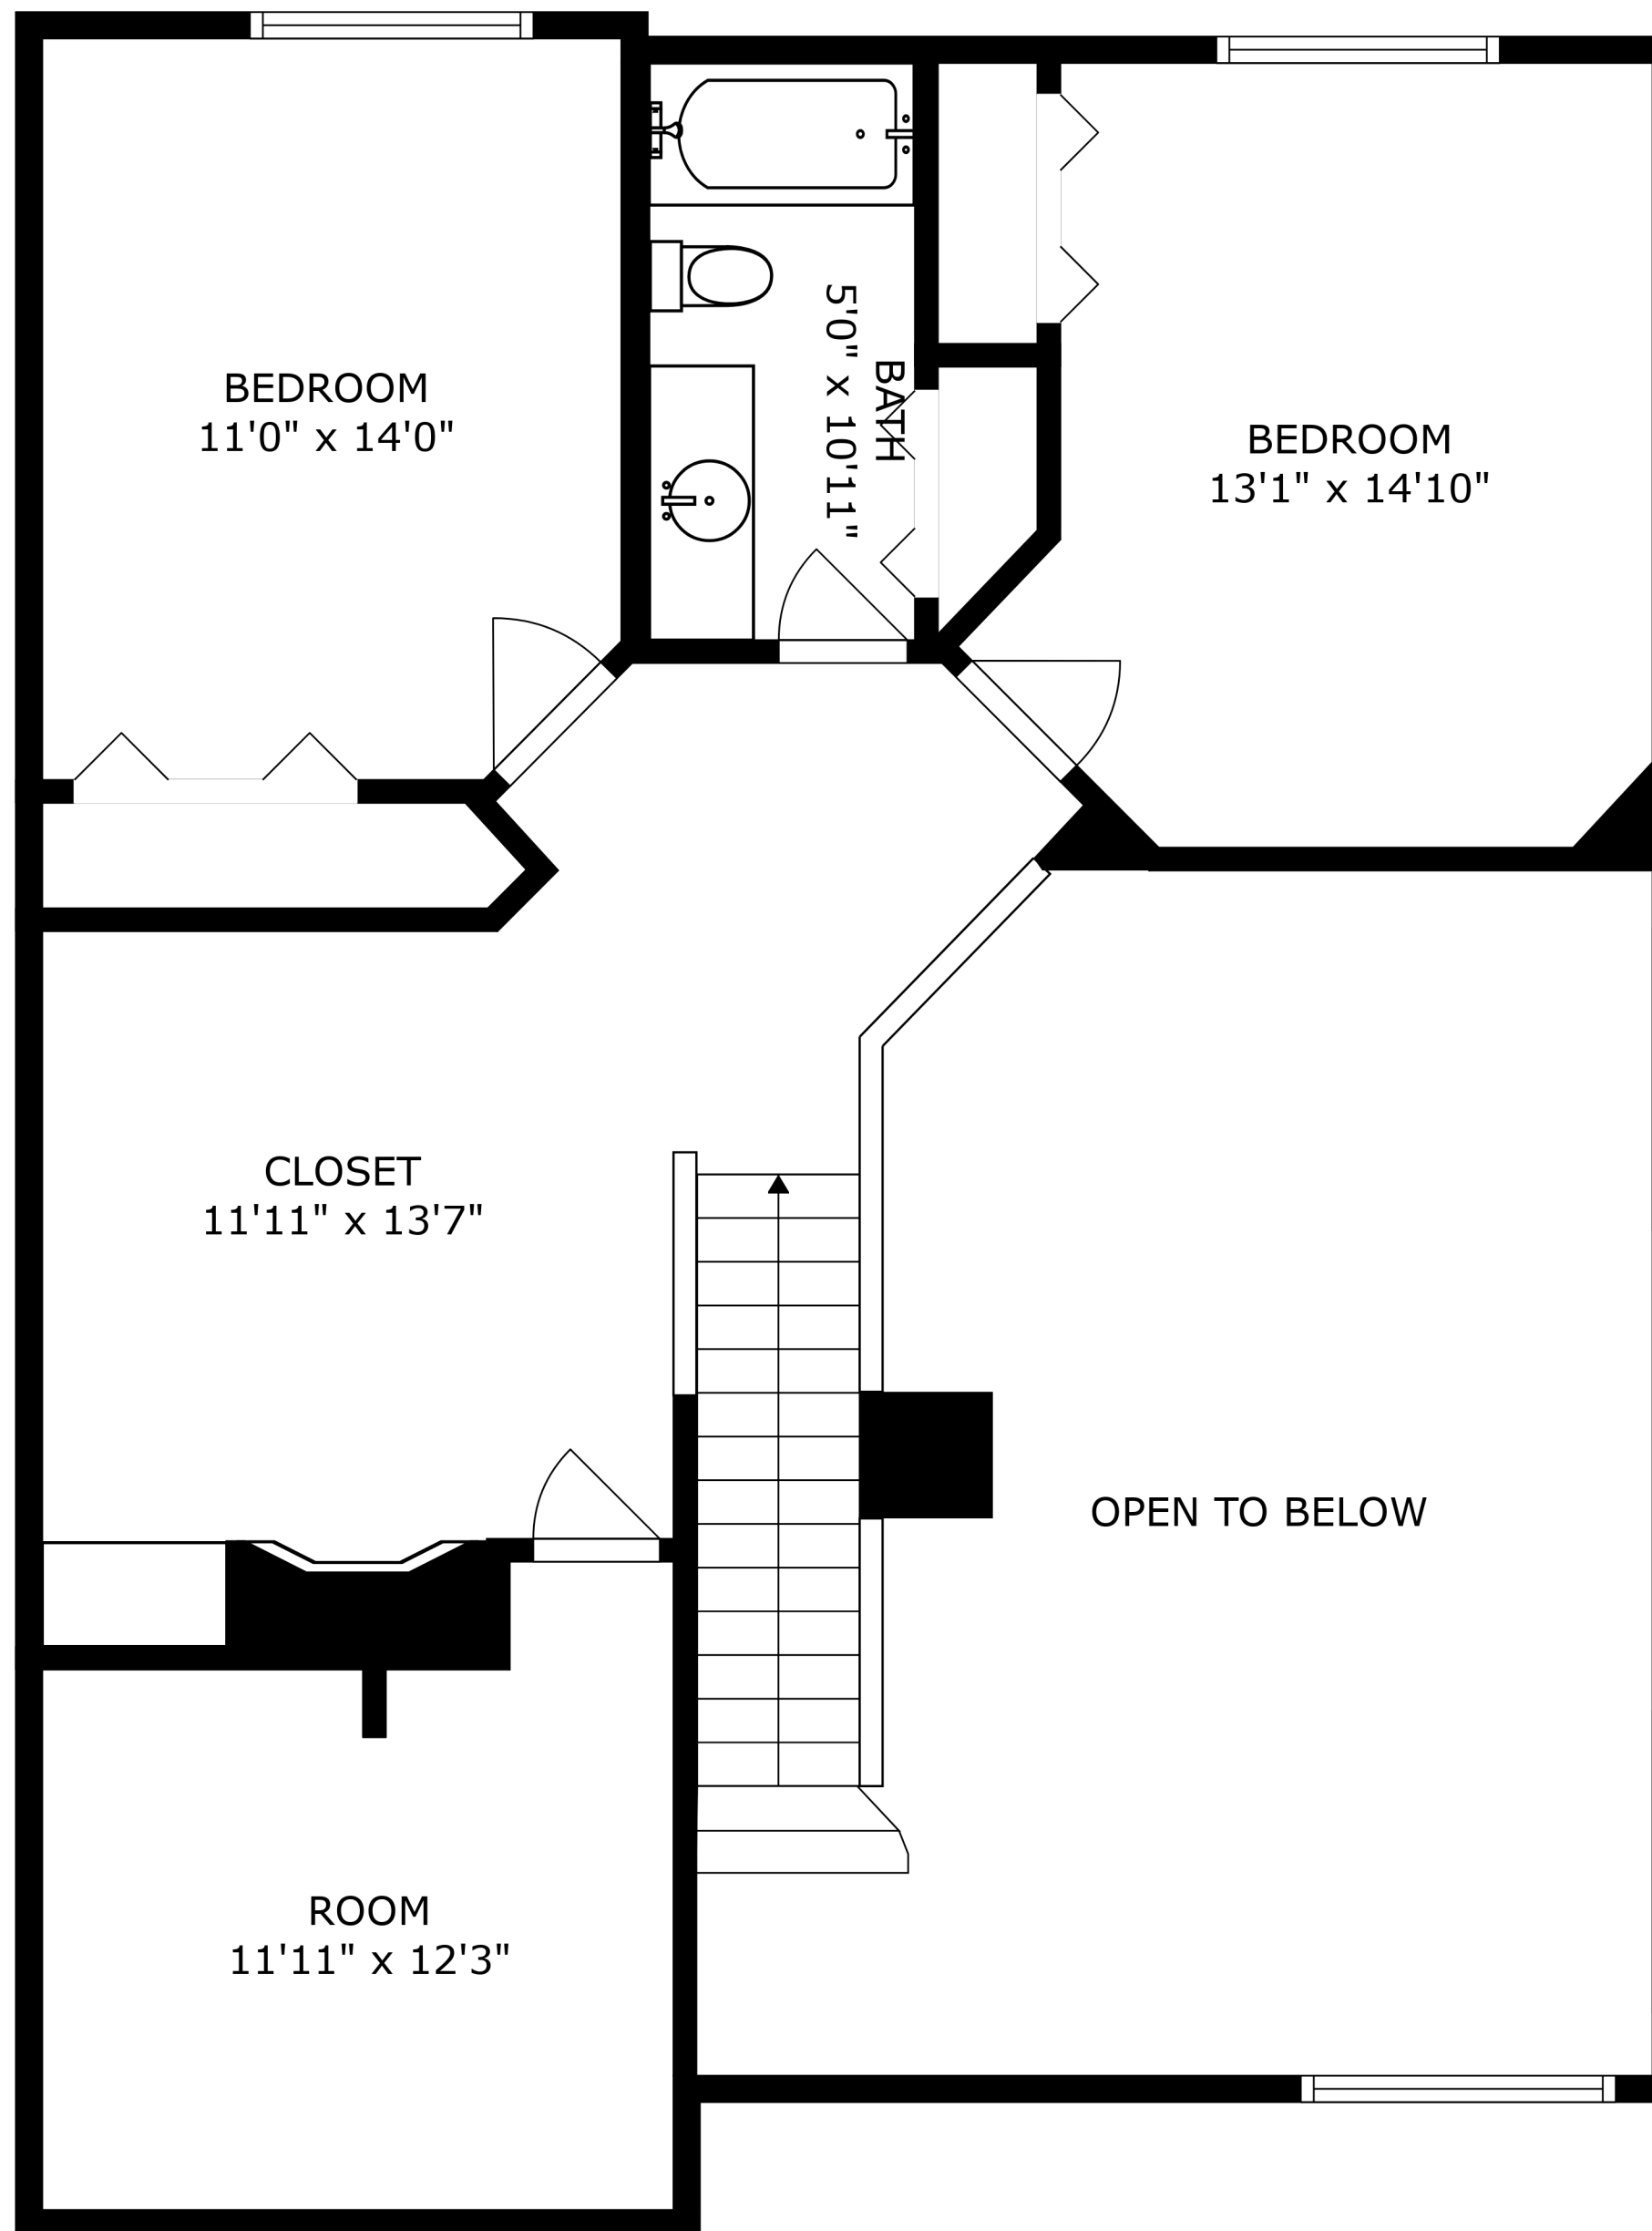 BEDROOM
11'0" x 14'0"
BATH
5'0" x 10'11"
BEDROOM
13'1" x 14'10"
CLOSET
11'11" x 13'7"
OPEN TO BELOW
ROOM
11'11" x 12'3"